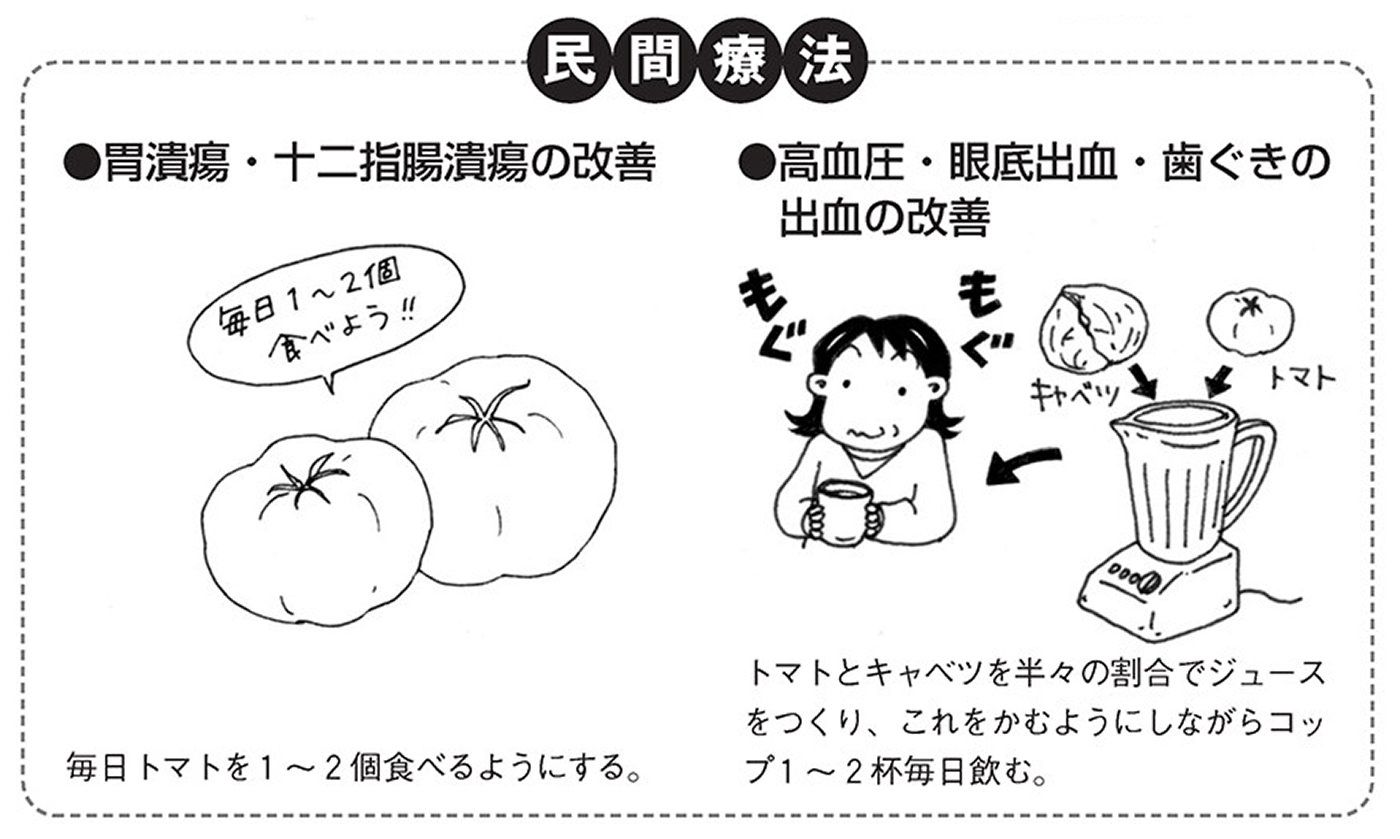 民間療法
●胃潰瘍・十二指腸潰瘍の改善
毎日1～2個
食べよう!!
毎日トマトを1～2個食べるようにする。
●高血圧・眼底出血・歯ぐきの
出血の改善
もぐ
もぐ
キャベツ
トマト
トマトとキャベツを半々の割合でジュース
をつくり、これをかむようにしながらコッ
プ1～2杯毎日飲む。